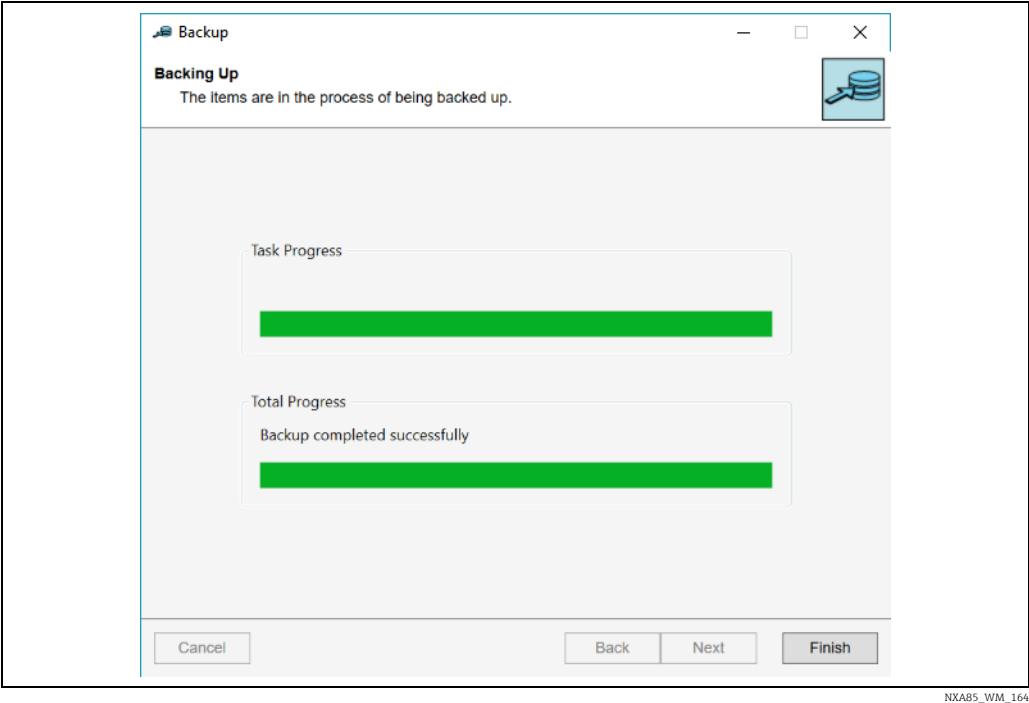 Backup
Backing Up
The items are in the process of being backed up.
Task Progress
Total Progress
Backup completed successfully
Cancel
Back
Next
Finish
NXA85_WM_164